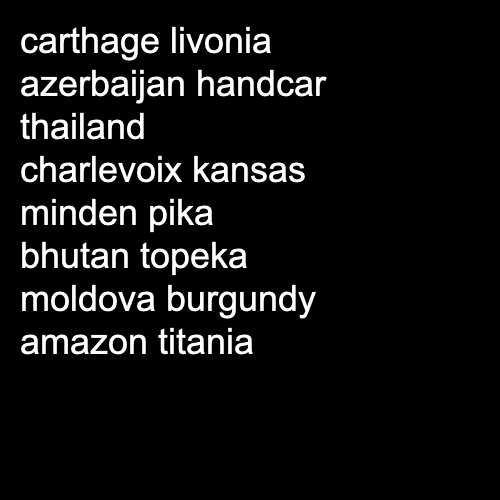 carthage livonia
azerbaijan handcar
thailand
charlevoix kansas
minden pika
bhutan topeka
moldova burgundy
amazon titania